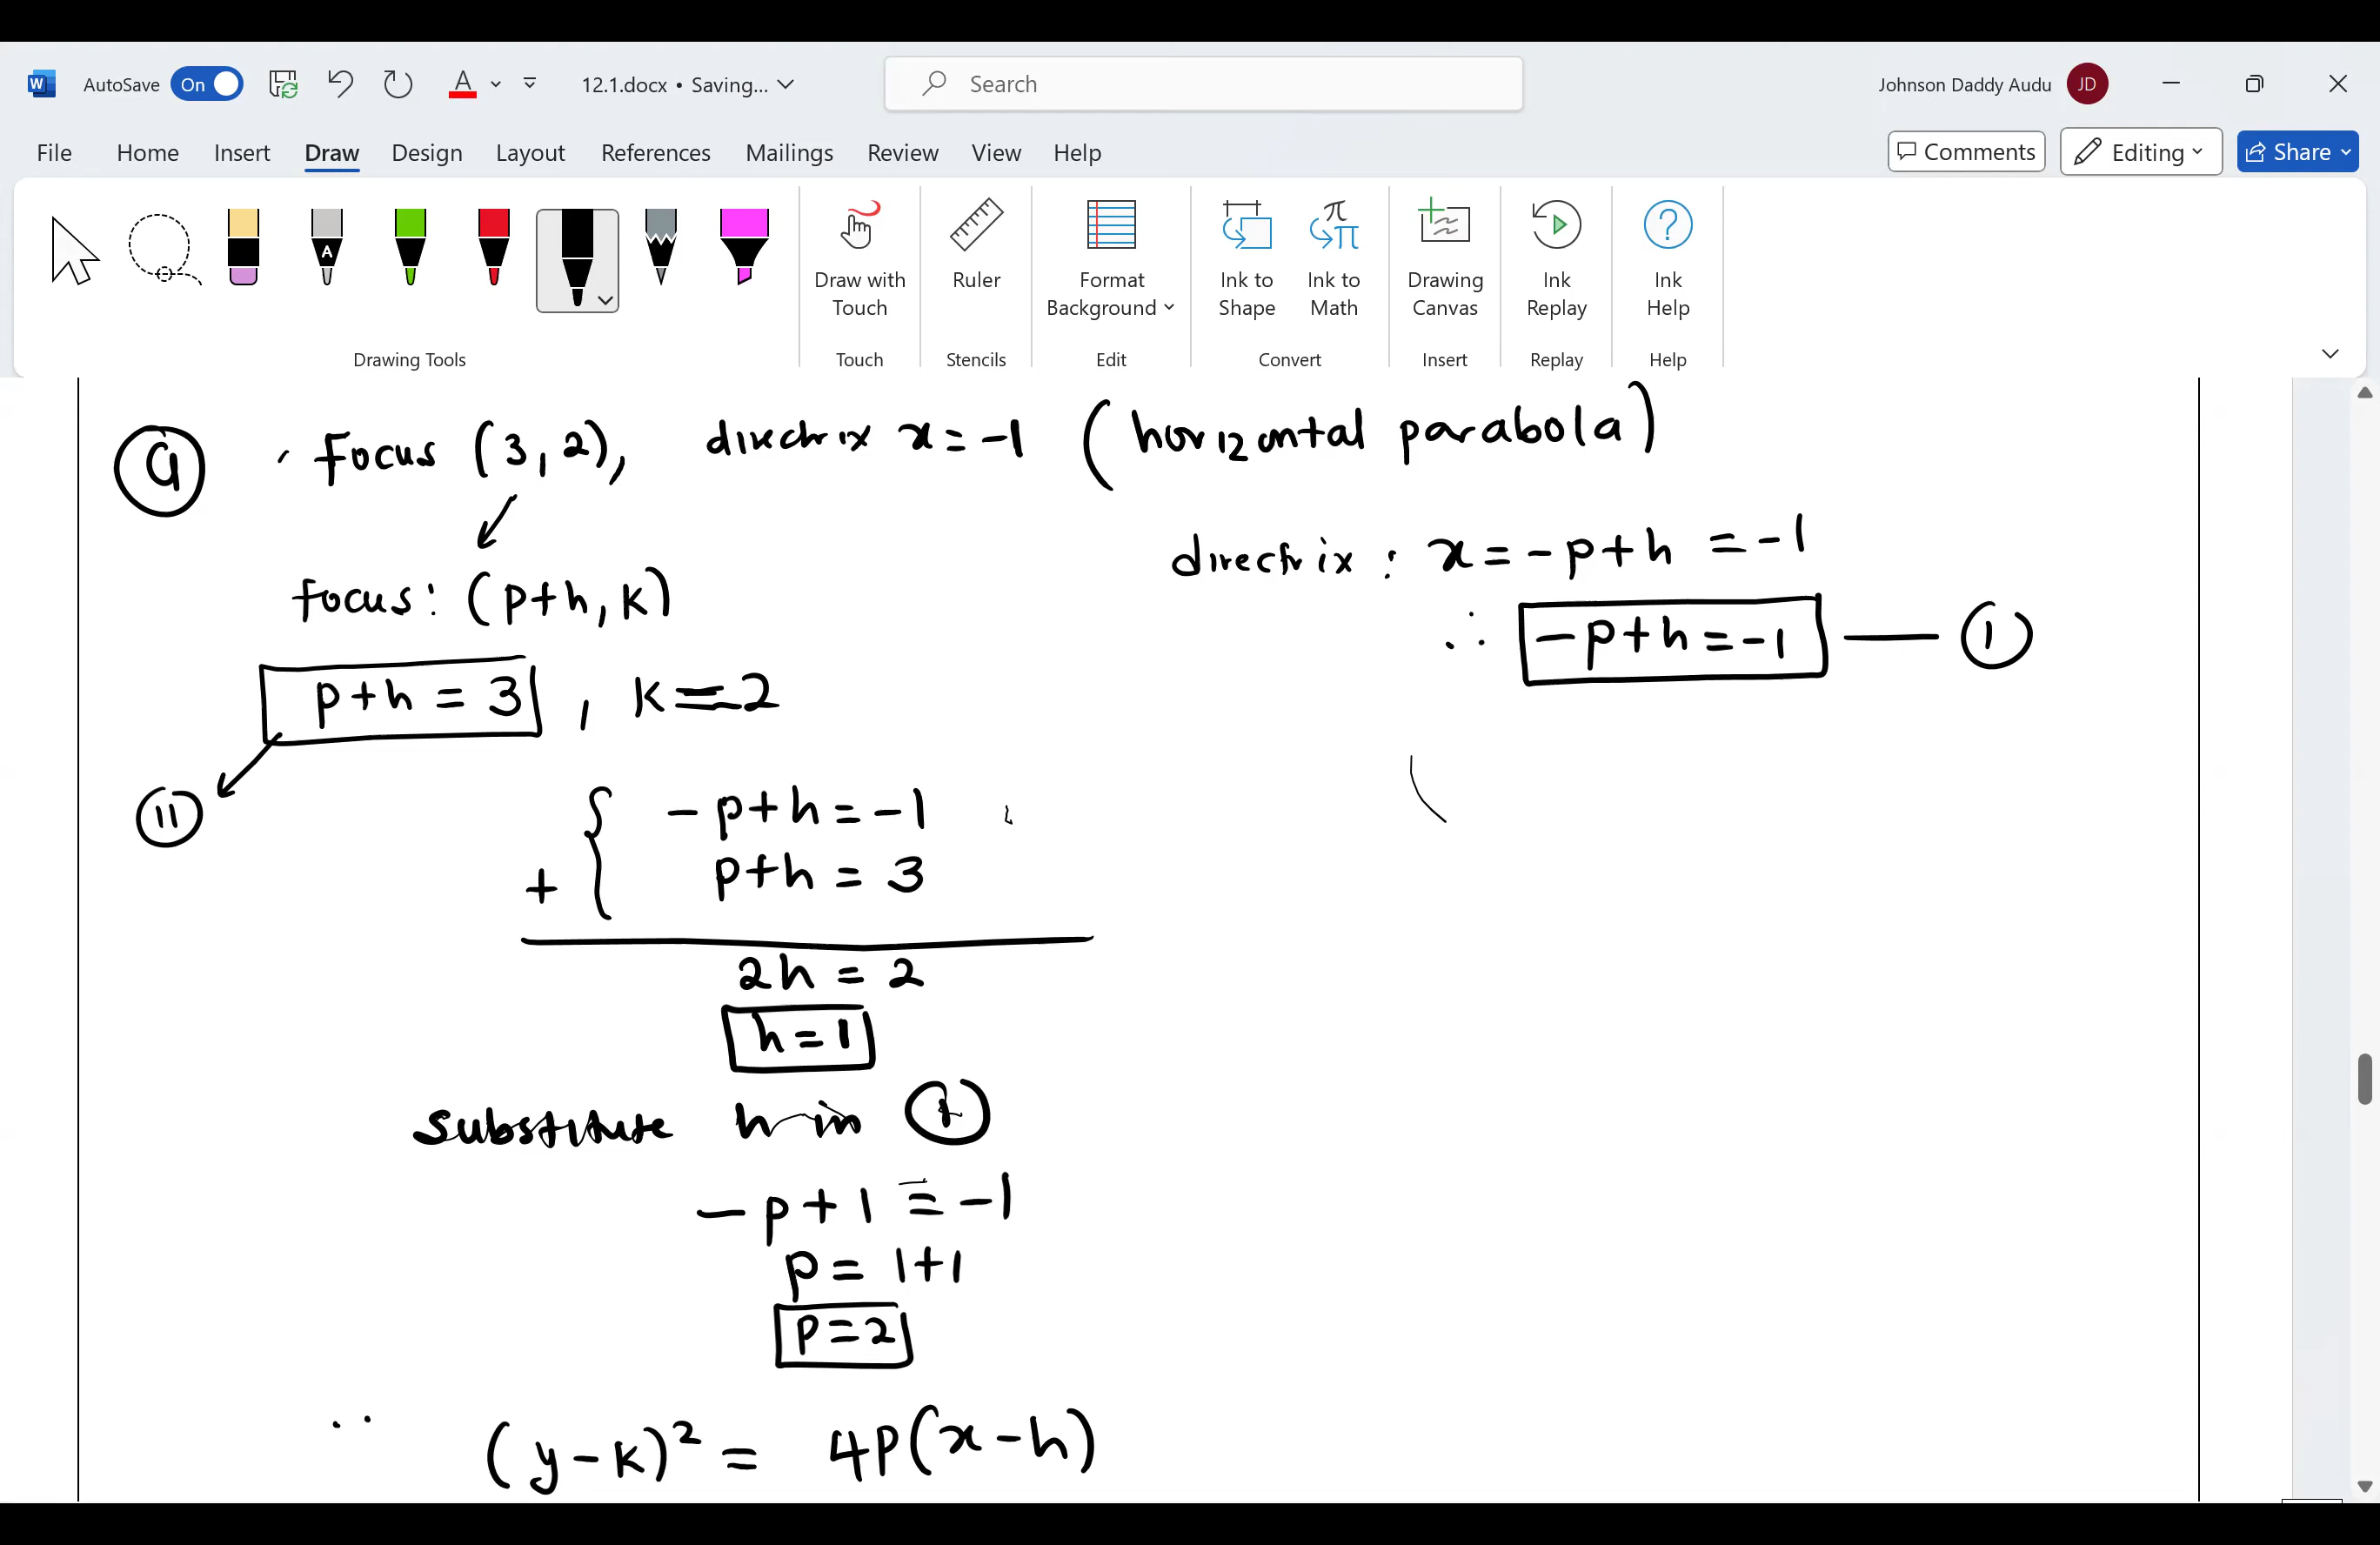 AutoSave On 12.1.docx • Saving... Search Johnson Daddy Audu JD
File Home Insert Draw Design Layout References Mailings Review View Help Comments Editing Share
A
Draw with Touch
Ruler
Format Background
Ink to Shape
Ink to Math
Drawing Canvas
Ink Replay
Ink Help
Drawing Tools Touch Stencils Edit Convert Insert Replay Help
a
focus (3,2), directrix x = -1 (horizontal parabola)
focus: (p+h, k)
directrix: x = -p+h = -1
∴ -p+h = -1 — i
p+h = 3, k = 2
ii
-p+h = -1
+ { p+h = 3
2h = 2
h = 1
substitute h in
-p+1 = -1
p = 1+1
p = 2
(y-k)² = 4p(x-h)